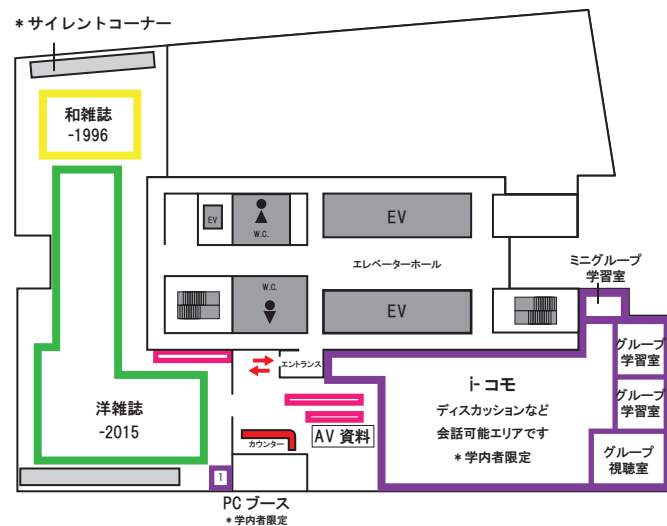 *サイレントコーナー
和雑誌
-1996
EV
W.C.
EV
エレベーターホール
W.C.
EV
ミニグループ
学習室
エントランス
グループ
学習室
i-コモ
ディスカッションなど
会話可能エリアです
*学内者限定
グループ
学習室
洋雑誌
-2015
カウンター
AV 資料
グループ
視聴室
1
PC ブース
*学内者限定